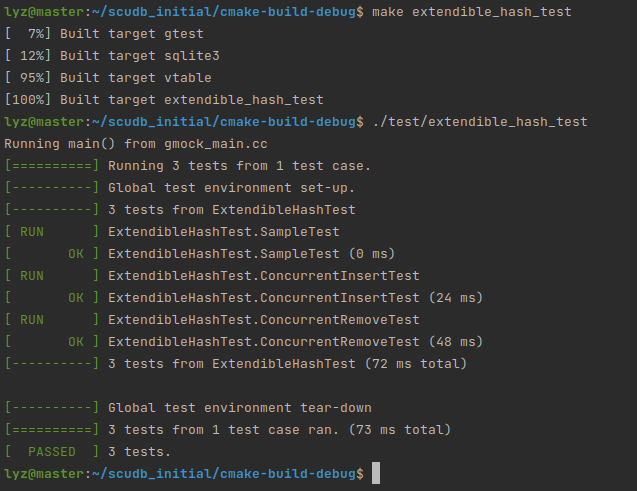 lyz@master:~/scudb_initial/cmake-build-debug$ make extendible_hash_test
[  7%] Built target gtest
[ 12%] Built target sqlite3
[ 95%] Built target vtable
[100%] Built target extendible_hash_test
lyz@master:~/scudb_initial/cmake-build-debug$ ./test/extendible_hash_test
Running main() from gmock_main.cc
[==========] Running 3 tests from 1 test case.
[----------] Global test environment set-up.
[----------] 3 tests from ExtendibleHashTest
[ RUN      ] ExtendibleHashTest.SampleTest
[       OK ] ExtendibleHashTest.SampleTest (0 ms)
[ RUN      ] ExtendibleHashTest.ConcurrentInsertTest
[       OK ] ExtendibleHashTest.ConcurrentInsertTest (24 ms)
[ RUN      ] ExtendibleHashTest.ConcurrentRemoveTest
[       OK ] ExtendibleHashTest.ConcurrentRemoveTest (48 ms)
[----------] 3 tests from ExtendibleHashTest (72 ms total)

[----------] Global test environment tear-down
[==========] 3 tests from 1 test case ran. (73 ms total)
[  PASSED  ] 3 tests.
lyz@master:~/scudb_initial/cmake-build-debug$